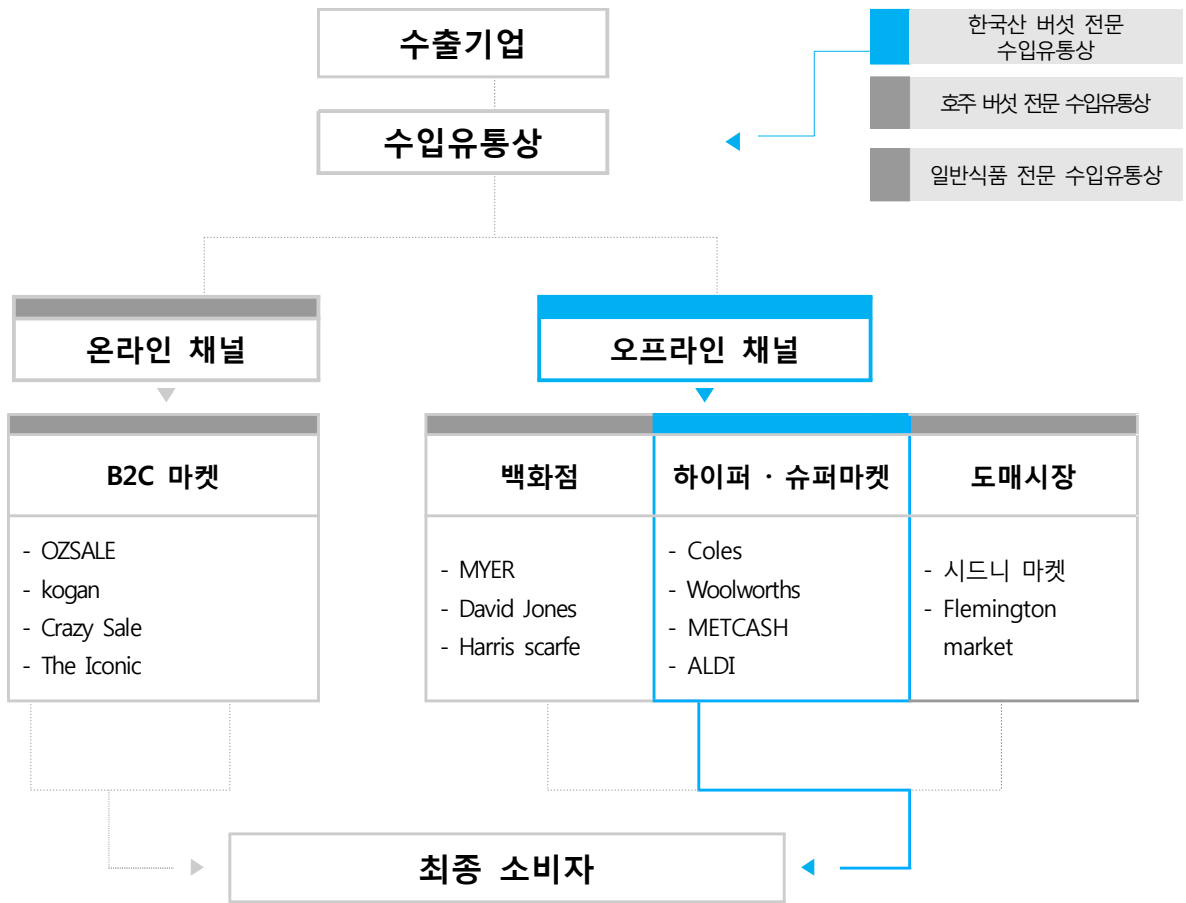 수출기업
한국산 버섯 전문
수입유통상
호주 버섯 전문 수입유통상
수입유통상
일반식품 전문 수입유통상
온라인 채널
오프라인 채널
B2C 마켓
- OZSALE
- kogan
- Crazy Sale
- The Iconic
백화점
- MYER
- David Jones
- Harris scarfe
하이퍼 · 슈퍼마켓
- Coles
- Woolworths
- METCASH
- ALDI
도매시장
- 시드니 마켓
- Flemington
market
최종 소비자